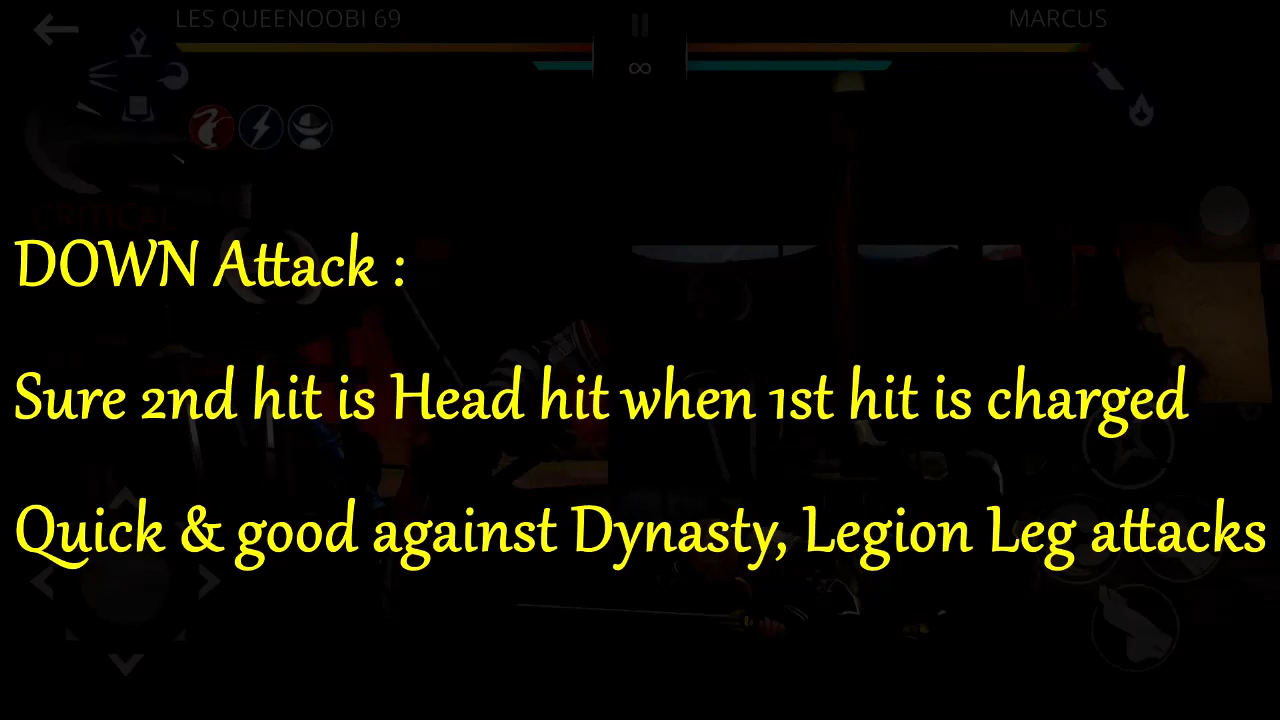 LES QUEENOOBI 69
MARCUS
∞
CRITICAL
DOWN Attack :
Sure 2nd hit is Head hit when 1st hit is charged
Quick & good against Dynasty, Legion Leg attacks